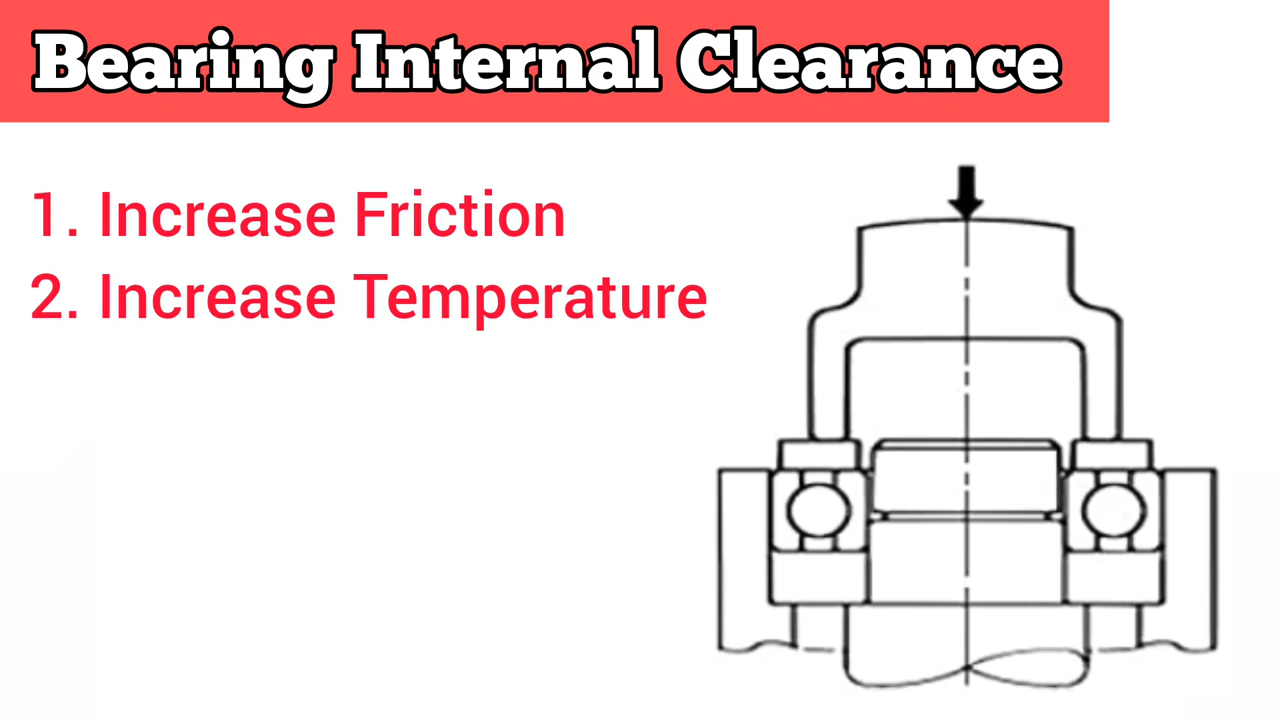 Bearing Internal Clearance
1. Increase Friction
2. Increase Temperature